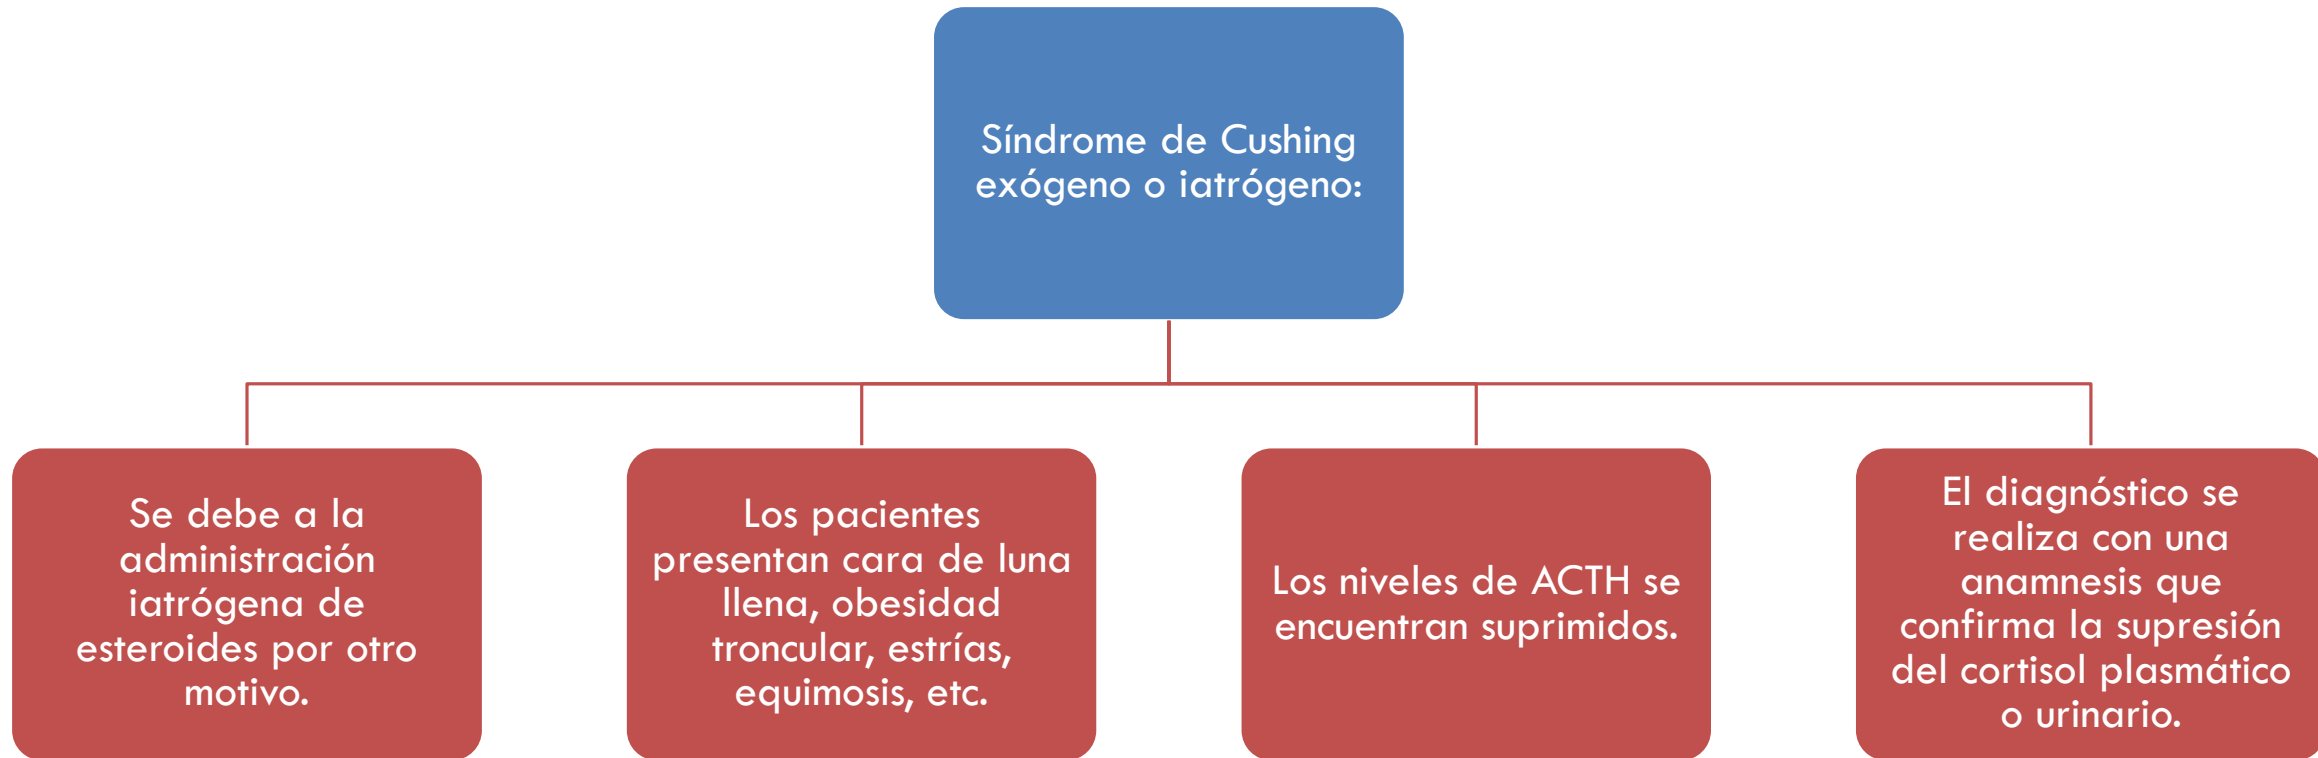 Síndrome de Cushing
exógeno o iatrógeno:
Se debe a la
administración
iatrógena de
esteroides por otro
motivo.
Los pacientes
presentan cara de luna
llena, obesidad
troncular, estrías,
equimosis, etc.
Los niveles de ACTH se
encuentran suprimidos.
El diagnóstico se
realiza con una
anamnesis que
confirma la supresión
del cortisol plasmático
o urinario.